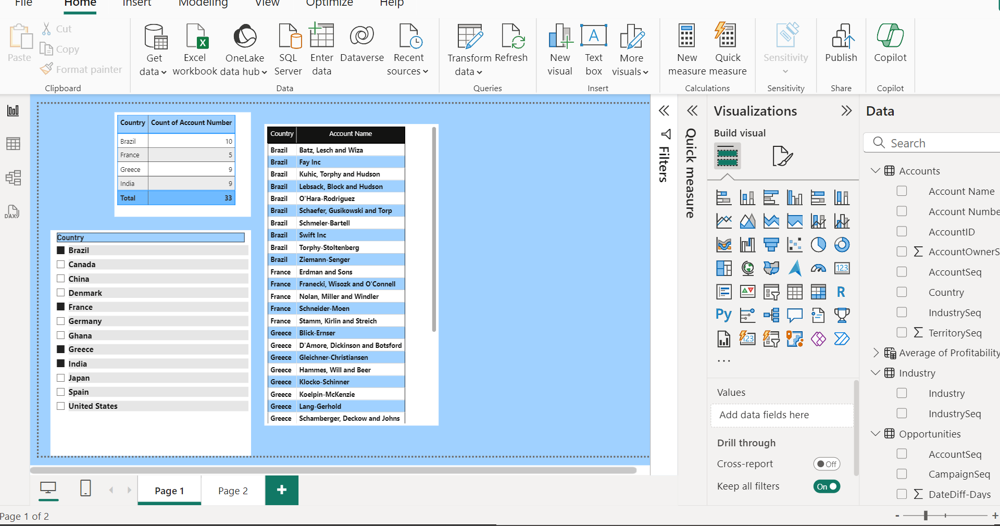 File Home Insert Modeling View Optimize Help
Paste
Cut
Copy
Format painter
Clipboard
Get data
Excel workbook
OneLake data hub
SQL Server
Enter data
Dataverse
Recent sources
Data
Transform data
Refresh
Queries
New visual
Text box
More visuals
Insert
New measure
Quick measure
Calculations
Sensitivity
Sensitivity
Publish
Share
Copilot
Copilot
DAX
Country Count of Account Number
Brazil 10
France 5
Greece 9
India 9
Total 33
Country
Brazil
Canada
China
Denmark
France
Germany
Ghana
Greece
India
Japan
Spain
United States
Country Account Name
Brazil Batz, Lesch and Wiza
Brazil Fay Inc
Brazil Kuhic, Torphy and Hudson
Brazil Lebsack, Block and Hudson
Brazil O'Hara-Rodriguez
Brazil Schaefer, Gusikowski and Torp
Brazil Schmeler-Bartell
Brazil Swift Inc
Brazil Torphy-Stoltenberg
Brazil Ziemann-Senger
France Erdman and Sons
France Franecki, Wisozk and O'Connell
France Nolan, Miller and Windler
France Schneider-Moen
France Stamm, Kirlin and Streich
Greece Blick-Ernser
Greece D'Amore, Dickinson and Botsford
Greece Gleichner-Christiansen
Greece Hammes, Will and Beer
Greece Klocko-Schinner
Greece Koelpin-McKenzie
Greece Lang-Gerhold
Greece Schamberger, Deckow and Johns
Filters
Quick measure
Visualizations
Build visual
123
R
Py
123
...
Values
Add data fields here
Drill through
Cross-report Off
Keep all filters On
Data
Search
Accounts
Account Name
Account Numbe
AccountID
Σ AccountOwnerS
AccountSeq
Country
IndustrySeq
Σ TerritorySeq
Average of Profitability
Industry
Industry
IndustrySeq
Opportunities
AccountSeq
CampaignSeq
Σ DateDiff-Days
Page 1 Page 2 +
Page 1 of 2
- +